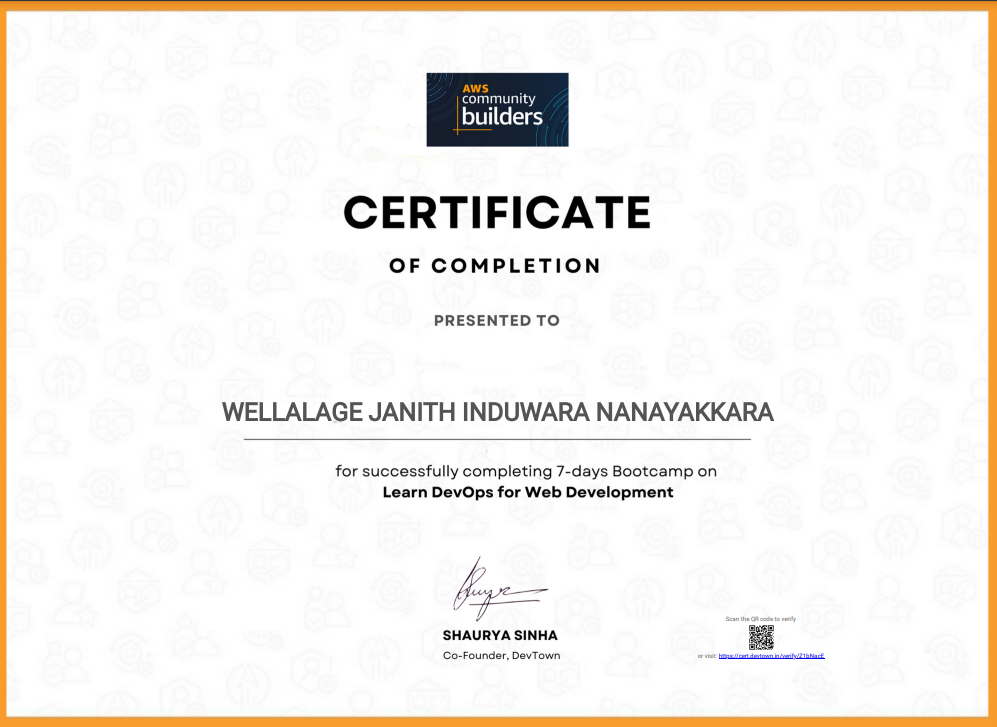 AWS
community
builders
CERTIFICATE
OF COMPLETION
PRESENTED TO
WELLALAGE JANITH INDUWARA NANAYAKKARA
for successfully completing 7-days Bootcamp on
Learn DevOps for Web Development
SHAURYA SINHA
Co-Founder, DevTown
Scan the QR code to verify
or visit: https://cert.devtown.in/verify/Z1bNacE